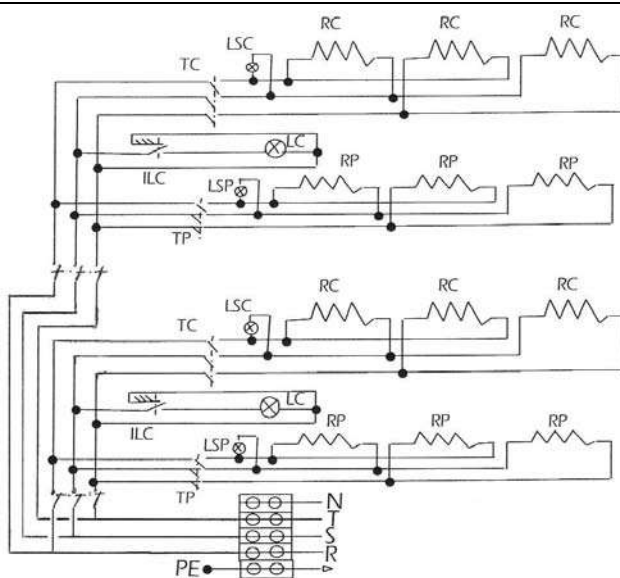 RC RC RC
LSC
TC
LC
ILC
LSP RP RP RP
TP
RC RC RC
LSC
TC
LC
ILC
LSP RP RP RP
TP
N
T
S
R
PE